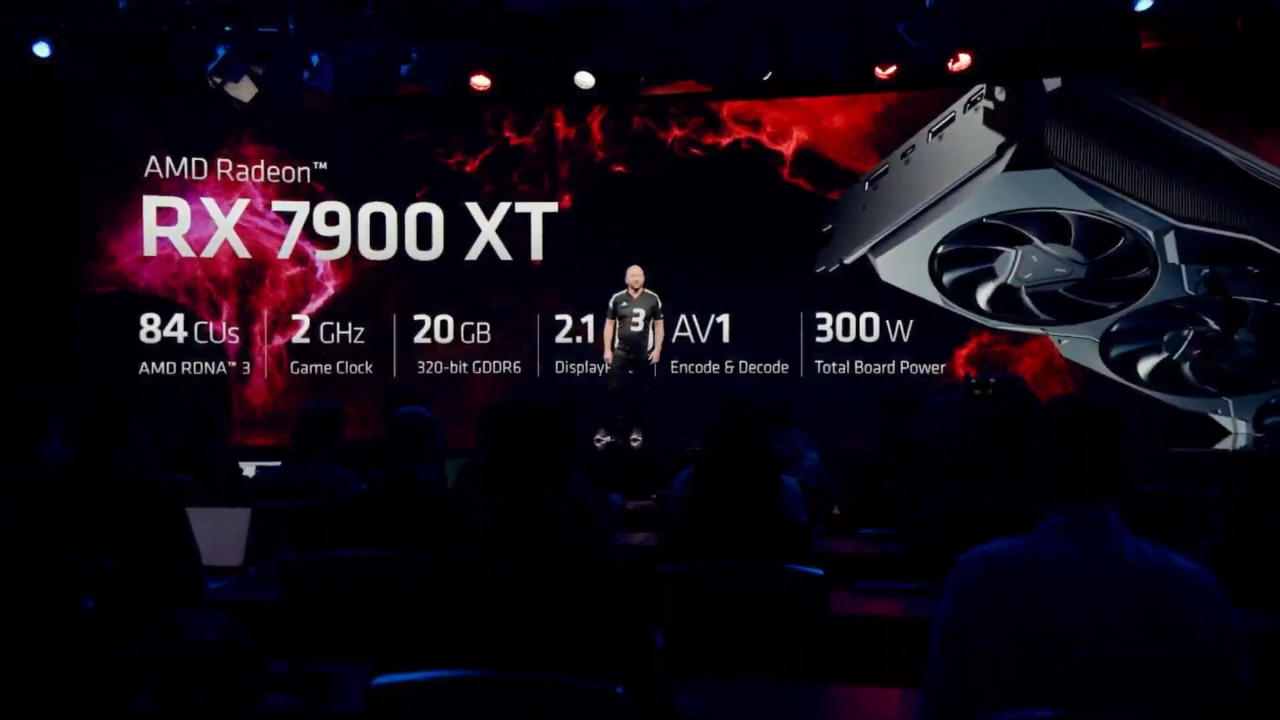 AMD Radeon™
RX 7900 XT
84 CUs
AMD RDNA™ 3
2 GHz
Game Clock
20 GB
320-bit GDDR6
2.1
3
AV1
Encode & Decode
300 W
Total Board Power